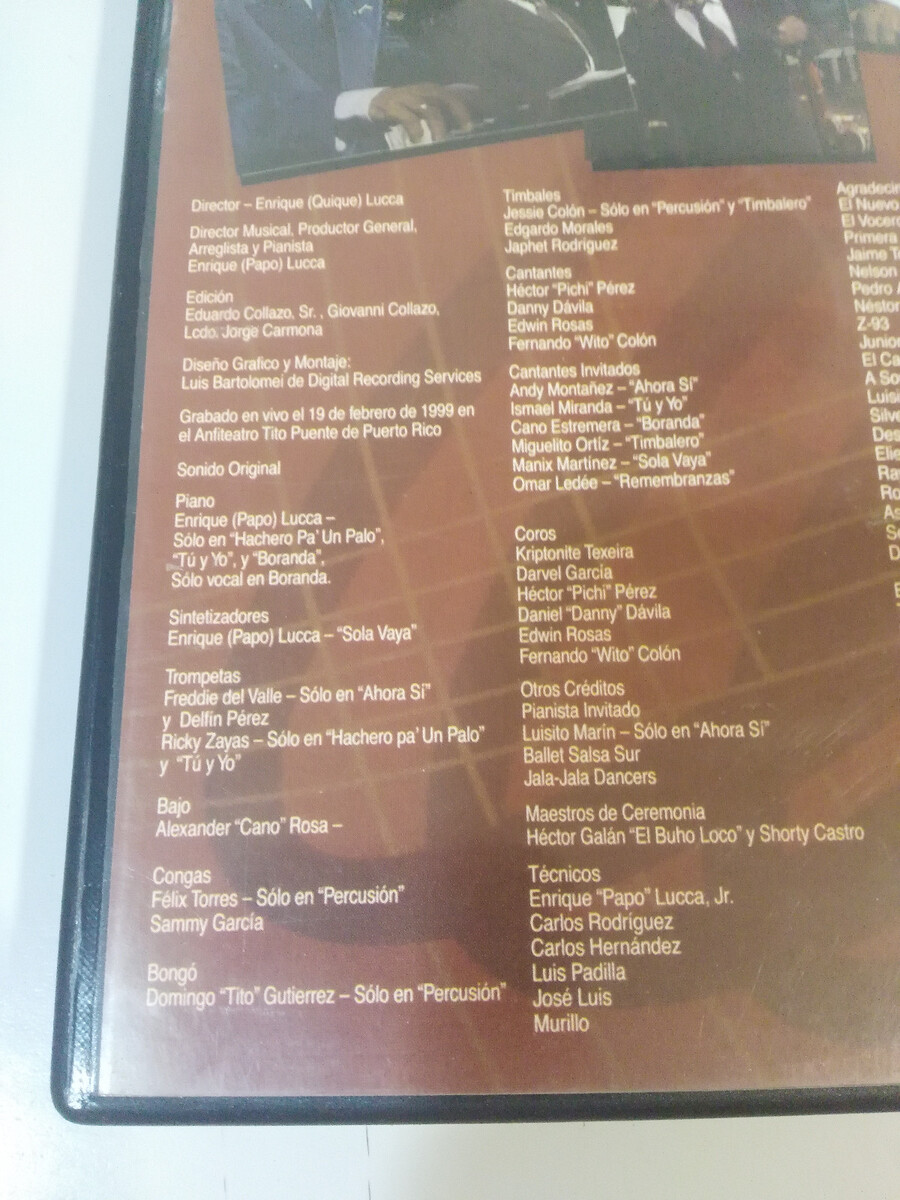 Director – Enrique (Quique) Lucca
Director Musical, Productor General,
Arreglista y Pianista
Enrique (Papo) Lucca
Edición
Eduardo Collazo, Sr. , Giovanni Collazo,
Lcdo. Jorge Carmona
Diseño Grafico y Montaje:
Luis Bartolomei de Digital Recording Services
Grabado en vivo el 19 de febrero de 1999 en
el Anfiteatro Tito Puente de Puerto Rico
Sonido Original
Piano
Enrique (Papo) Lucca –
Sólo en “Hachero Pa’ Un Palo”,
“Tú y Yo”, y “Boranda”,
Sólo vocal en Boranda.
Sintetizadores
Enrique (Papo) Lucca – “Sola Vaya”
Trompetas
Freddie del Valle – Sólo en “Ahora Sí”
y Delfín Pérez
Ricky Zayas – Sólo en “Hachero pa’ Un Palo”
y “Tú y Yo”
Bajo
Alexander “Cano” Rosa –
Congas
Félix Torres – Sólo en “Percusión”
Sammy García
Bongó
Domingo “Tito” Gutierrez – Sólo en “Percusión”
Timbales
Jessie Colón – Sólo en “Percusión” y “Timbalero”
Edgardo Morales
Japhet Rodríguez
Cantantes
Héctor “Pichi” Pérez
Danny Dávila
Edwin Rosas
Fernando “Wito” Colón
Cantantes Invitados
Andy Montañez – “Ahora Sí”
Ismael Miranda – “Tú y Yo”
Cano Estremera – “Boranda”
Miguelito Ortíz – “Timbalero”
Manix Martínez – “Sola Vaya”
Omar Ledée – “Remembranzas”
Coros
Kriptonite Texeira
Darvel García
Héctor “Pichi” Pérez
Daniel “Danny” Dávila
Edwin Rosas
Fernando “Wito” Colón
Otros Créditos
Pianista Invitado
Luisito Marín – Sólo en “Ahora Sí”
Ballet Salsa Sur
Jala-Jala Dancers
Maestros de Ceremonia
Héctor Galán “El Buho Loco” y Shorty Castro
Técnicos
Enrique “Papo” Lucca, Jr.
Carlos Rodríguez
Carlos Hernández
Luis Padilla
José Luis
Murillo
El Nuevo
El Vocero
Primera
Jaime
Nelson
Pedro
Néstor
Z-93
Junior
El
A